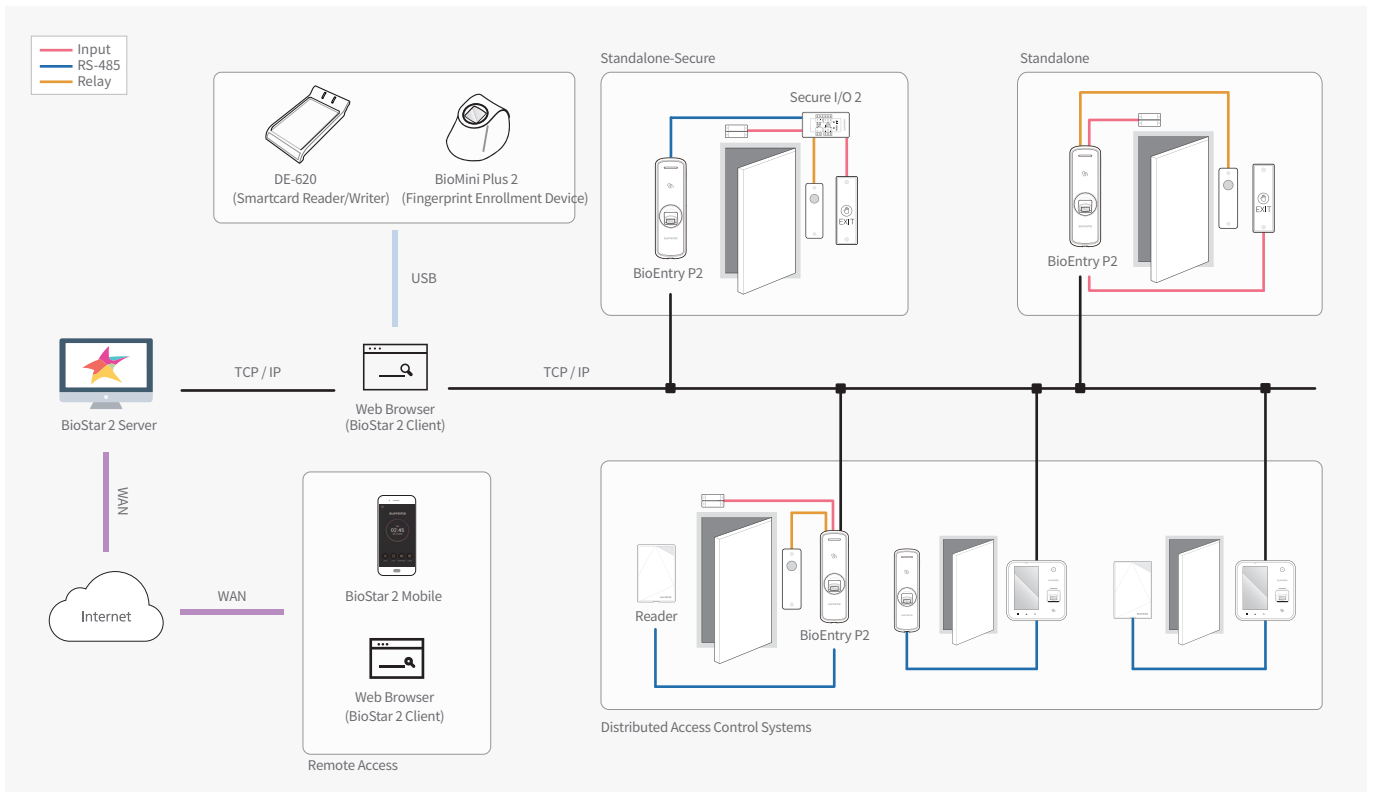 Input
RS-485
Relay
DE-620
(Smartcard Reader/Writer)
BioMini Plus 2
(Fingerprint Enrollment Device)
USB
Standalone-Secure
Secure I/O 2
EXIT
BioEntry P2
Standalone
EXIT
BioEntry P2
BioStar 2 Server
TCP / IP
Web Browser
(BioStar 2 Client)
TCP / IP
WAN
Internet
WAN
02:45
BioStar 2 Mobile
Web Browser
(BioStar 2 Client)
Remote Access
Reader
BioEntry P2
Distributed Access Control Systems